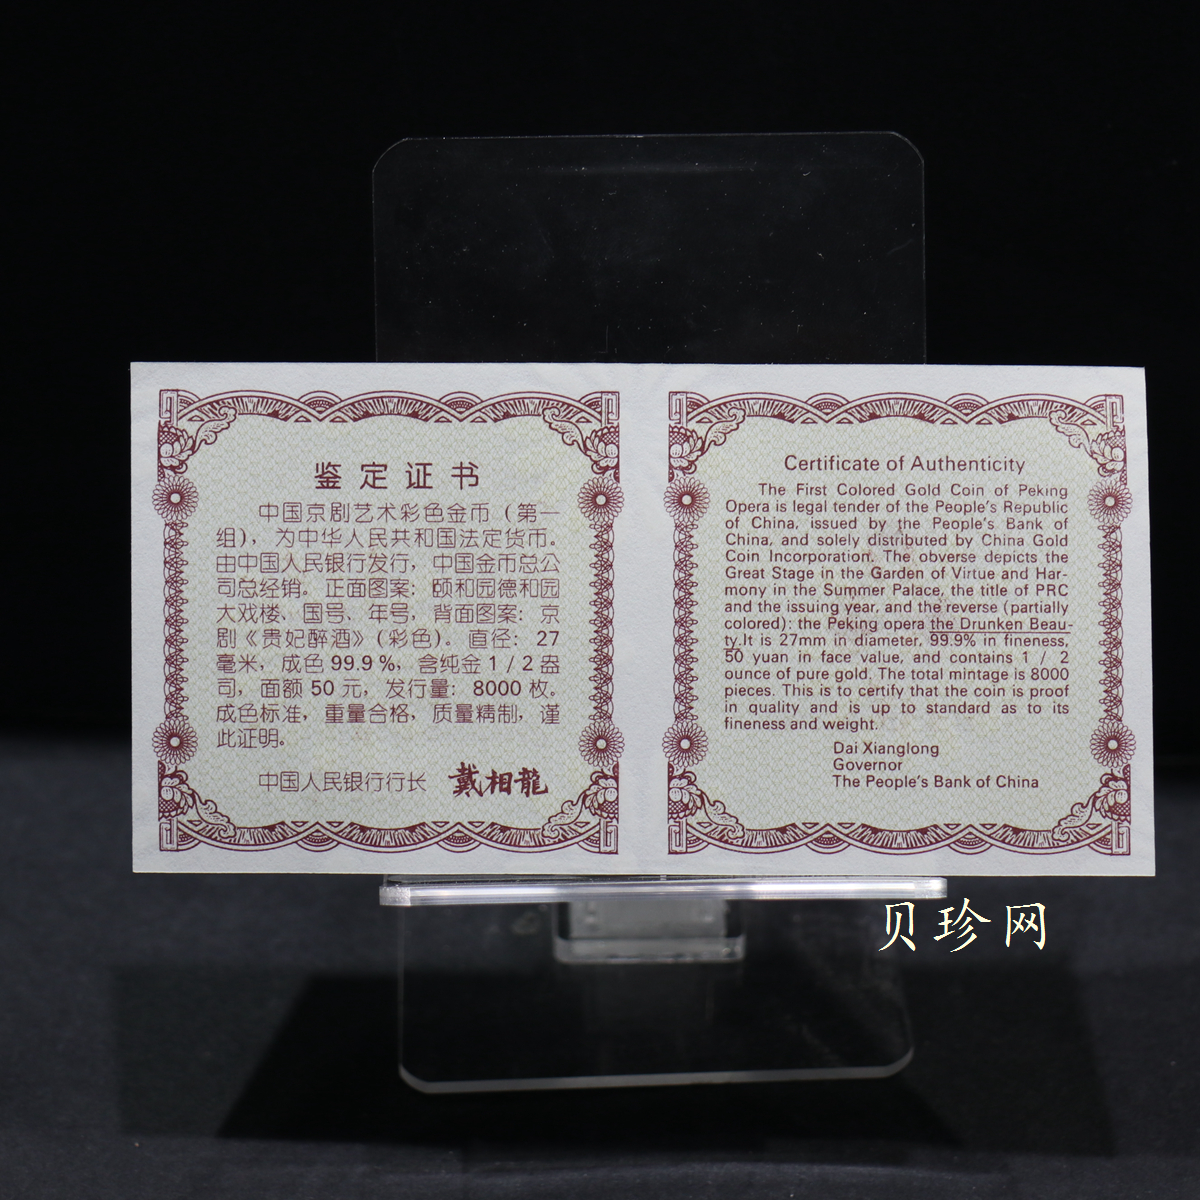 鉴定证书
中国京剧艺术彩色金币（第一
组），为中华人民共和国法定货币。
由中国人民银行发行，中国金币总公
司总经销。正面图案：颐和园德和园
大戏楼、国号、年号，背面图案：京
剧《贵妃醉酒》（彩色）。直径：27
毫米，成色99.9%，含纯金1/2盎
司，面额50元，发行量：8000枚。
成色标准，重量合格，质量精制，谨
此证明。
中国人民银行行长 戴相龍
Certificate of Authenticity
The First Colored Gold Coin of Peking
Opera is legal tender of the People's Republic
of China, issued by the People's Bank of
China, and solely distributed by China Gold
Coin Incorporation. The obverse depicts the
Great Stage in the Garden of Virtue and Har-
mony in the Summer Palace, the title of PRC
and the issuing year, and the reverse (partially
colored): the Peking opera the Drunken Beau-
ty.It is 27mm in diameter, 99.9% in fineness,
50 yuan in face value, and contains 1 / 2
ounce of pure gold. The total mintage is 8000
pieces. This is to certify that the coin is proof
in quality and is up to standard as to its
fineness and weight.
Dai Xianglong
Governor
The People's Bank of China
贝珍网